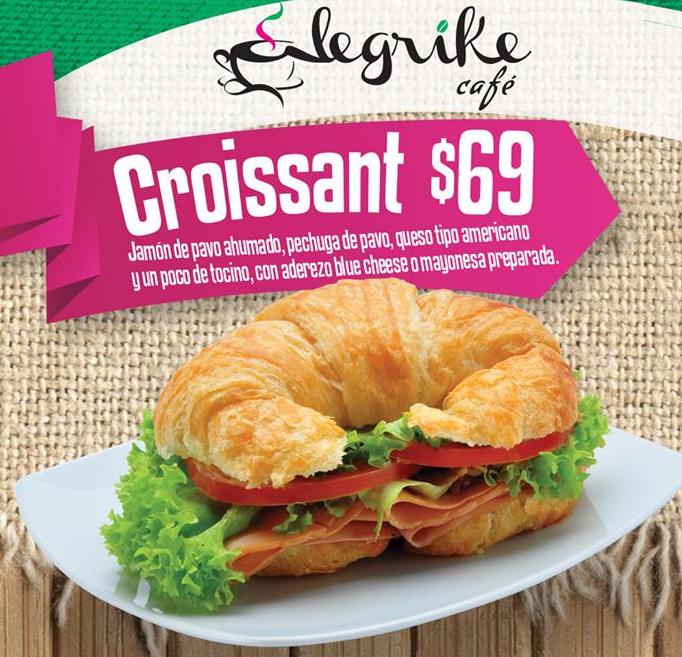 Alegrike
café
Croissant $69
Jamón de pavo ahumado, pechuga de pavo, queso tipo americano
y un poco de tocino, con aderezo blue cheese o mayonesa preparada.